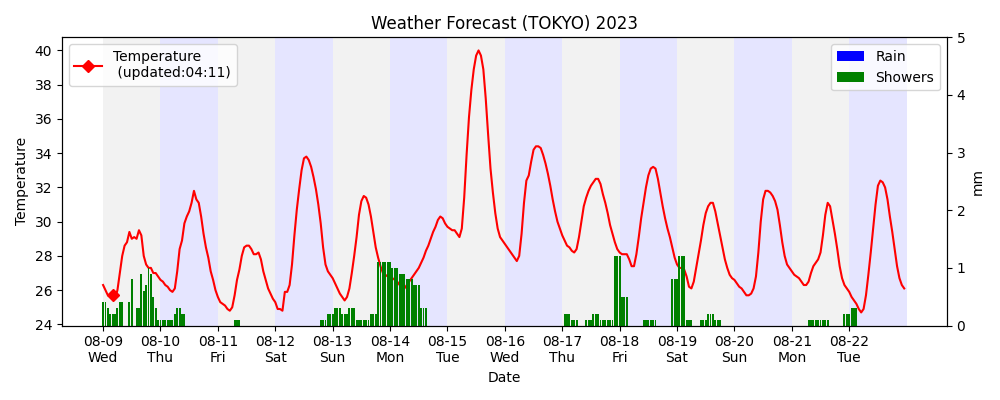 Weather Forecast (TOKYO) 2023
Temperature
(updated:04:11)
Rain
Showers
40
38
36
34
32
30
28
26
24
Temperature
5
4
3
2
1
0
mm
08-09 08-10 08-11 08-12 08-13 08-14 08-15 08-16 08-17 08-18 08-19 08-20 08-21 08-22
Wed Thu Fri Sat Sun Mon Tue Wed Thu Fri Sat Sun Mon Tue
Date